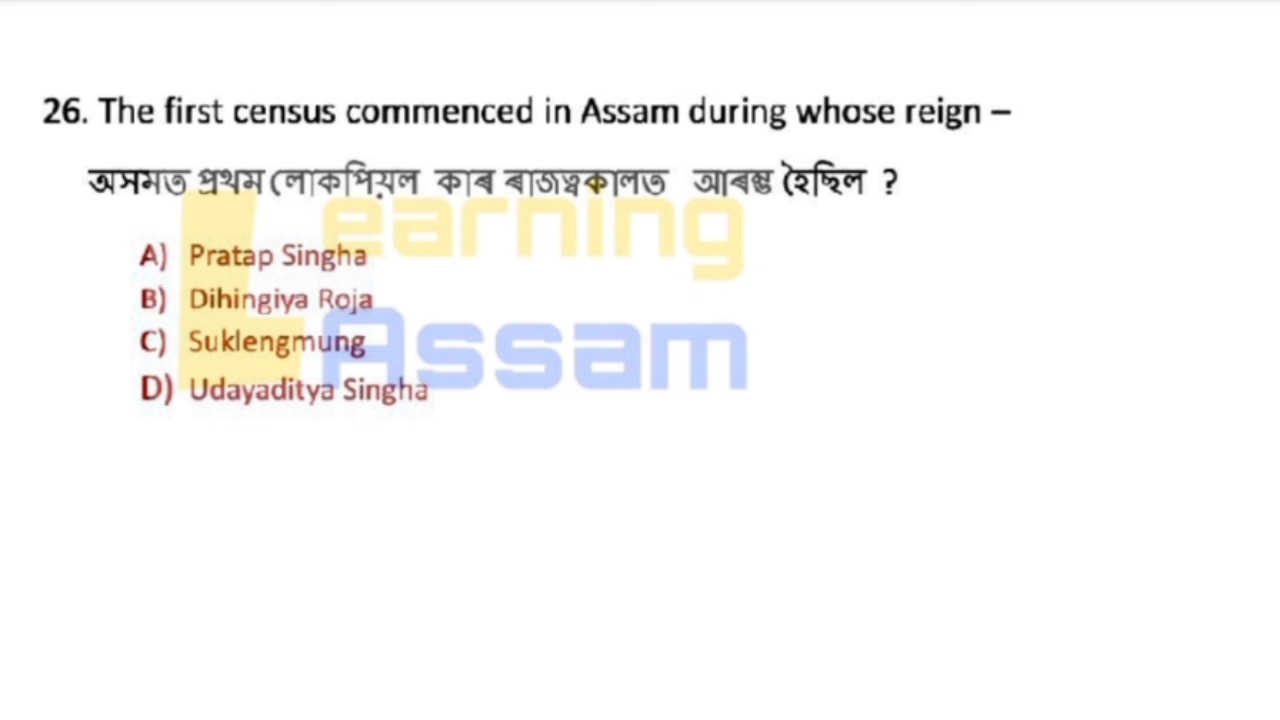 26. The first census commenced in Assam during whose reign –
অসমত প্ৰথম লোকপিয়ল কাৰ ৰাজত্বকালত আৰম্ভ হৈছিল ?
A) Pratap Singha
B) Dihingiya Roja
C) Suklengmung
D) Udayaditya Singha
Learning
Assam